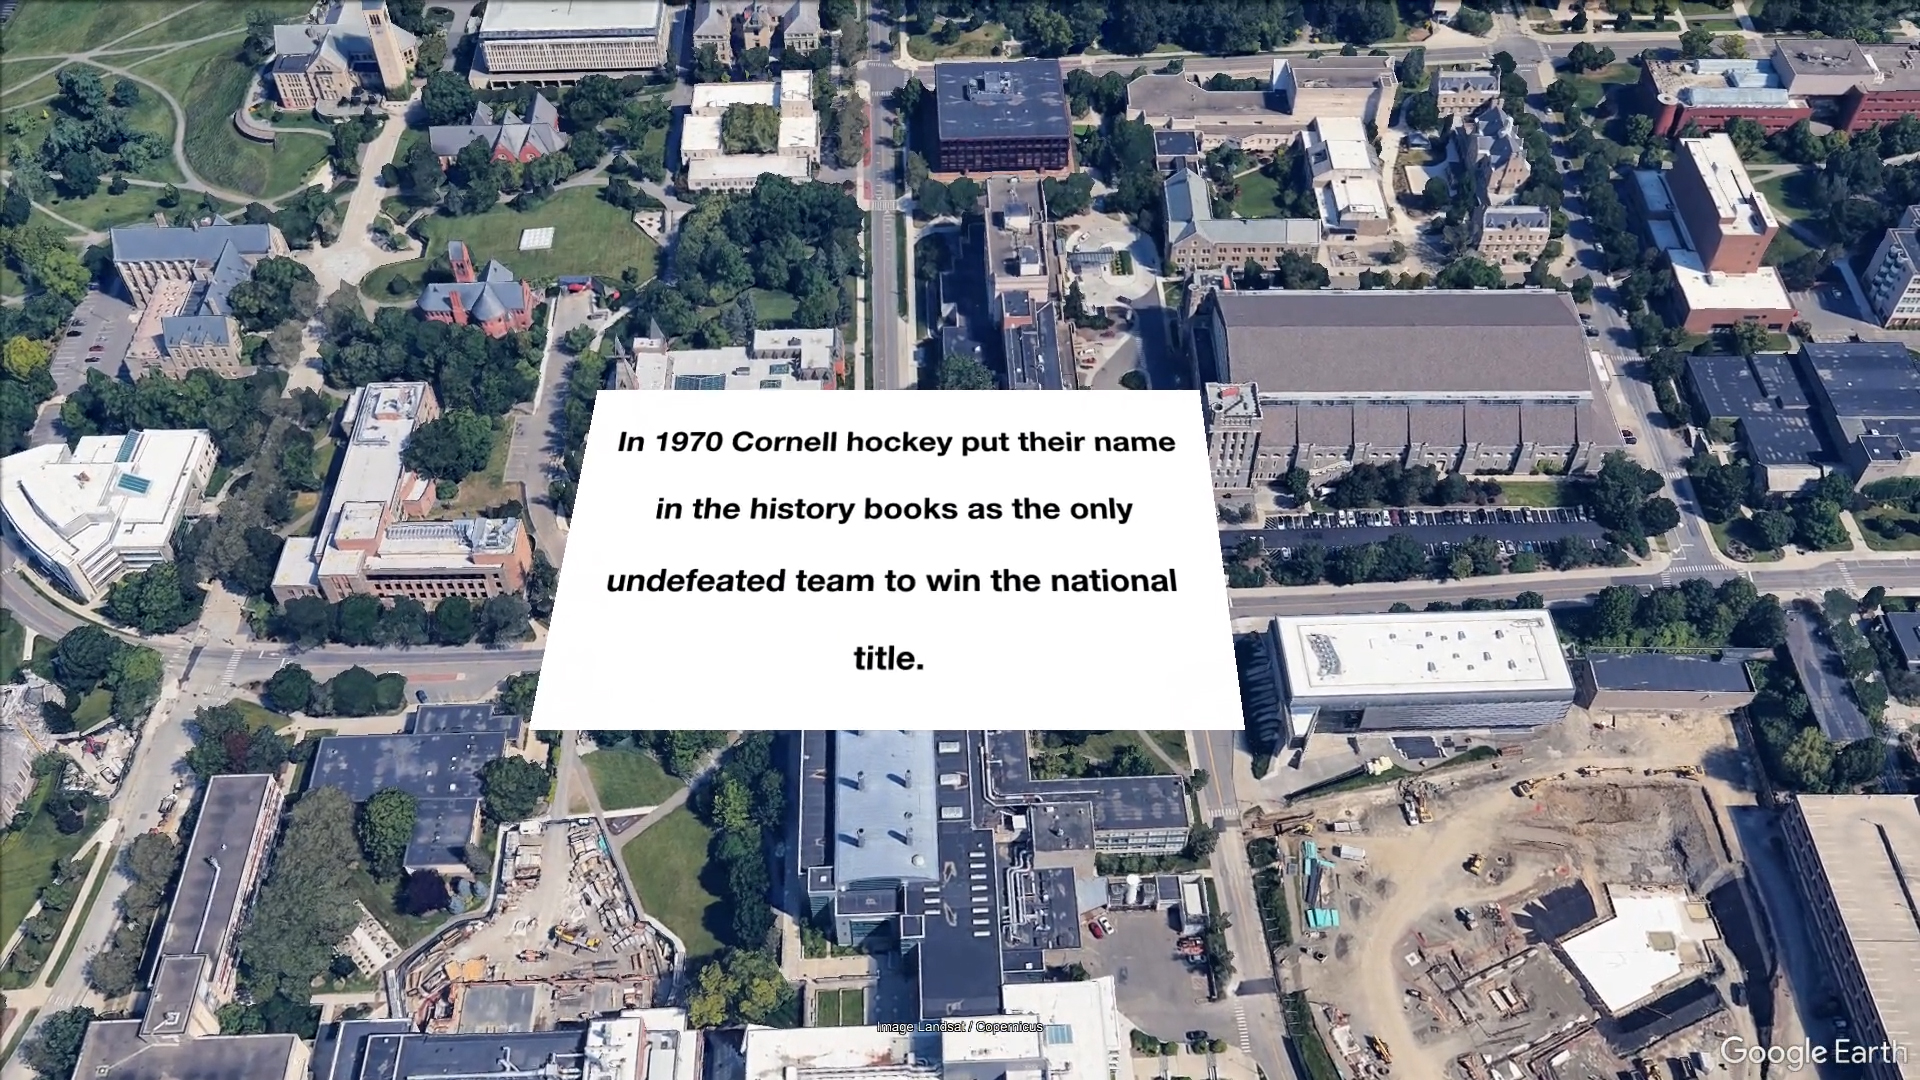 In 1970 Cornell hockey put their name
in the history books as the only
undefeated team to win the national
title.
Image Landsat / Copernicus
Google Earth